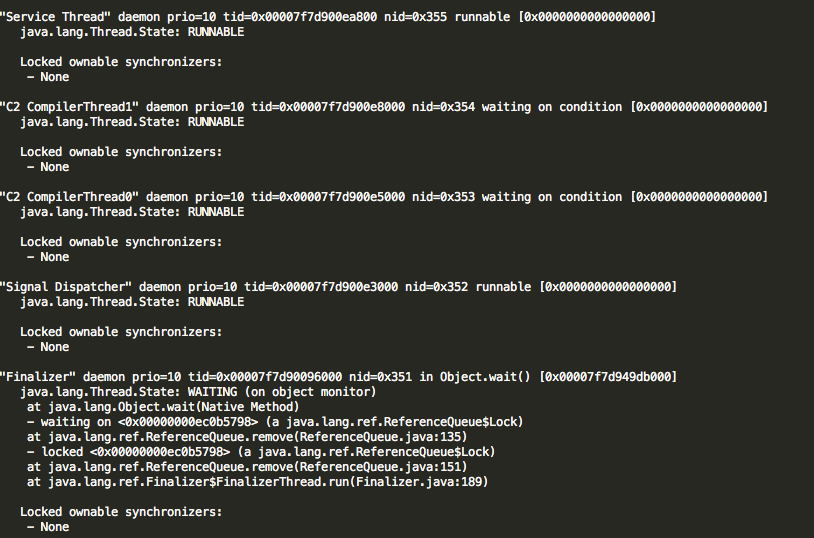 "Service Thread" daemon prio=10 tid=0x00007f7d900ea800 nid=0x355 runnable [0x0000000000000000]
java.lang.Thread.State: RUNNABLE
Locked ownable synchronizers:
- None
"C2 CompilerThread1" daemon prio=10 tid=0x00007f7d900e8000 nid=0x354 waiting on condition [0x0000000000000000]
java.lang.Thread.State: RUNNABLE
Locked ownable synchronizers:
- None
"C2 CompilerThread0" daemon prio=10 tid=0x00007f7d900e5000 nid=0x353 waiting on condition [0x0000000000000000]
java.lang.Thread.State: RUNNABLE
Locked ownable synchronizers:
- None
"Signal Dispatcher" daemon prio=10 tid=0x00007f7d900e3000 nid=0x352 runnable [0x0000000000000000]
java.lang.Thread.State: RUNNABLE
Locked ownable synchronizers:
- None
"Finalizer" daemon prio=10 tid=0x00007f7d90096000 nid=0x351 in Object.wait() [0x00007f7d949db000]
java.lang.Thread.State: WAITING (on object monitor)
at java.lang.Object.wait(Native Method)
- waiting on <0x00000000ec0b5798> (a java.lang.ref.ReferenceQueue$Lock)
at java.lang.ref.ReferenceQueue.remove(ReferenceQueue.java:135)
- locked <0x00000000ec0b5798> (a java.lang.ref.ReferenceQueue$Lock)
at java.lang.ref.ReferenceQueue.remove(ReferenceQueue.java:151)
at java.lang.ref.Finalizer$FinalizerThread.run(Finalizer.java:189)
Locked ownable synchronizers:
- None